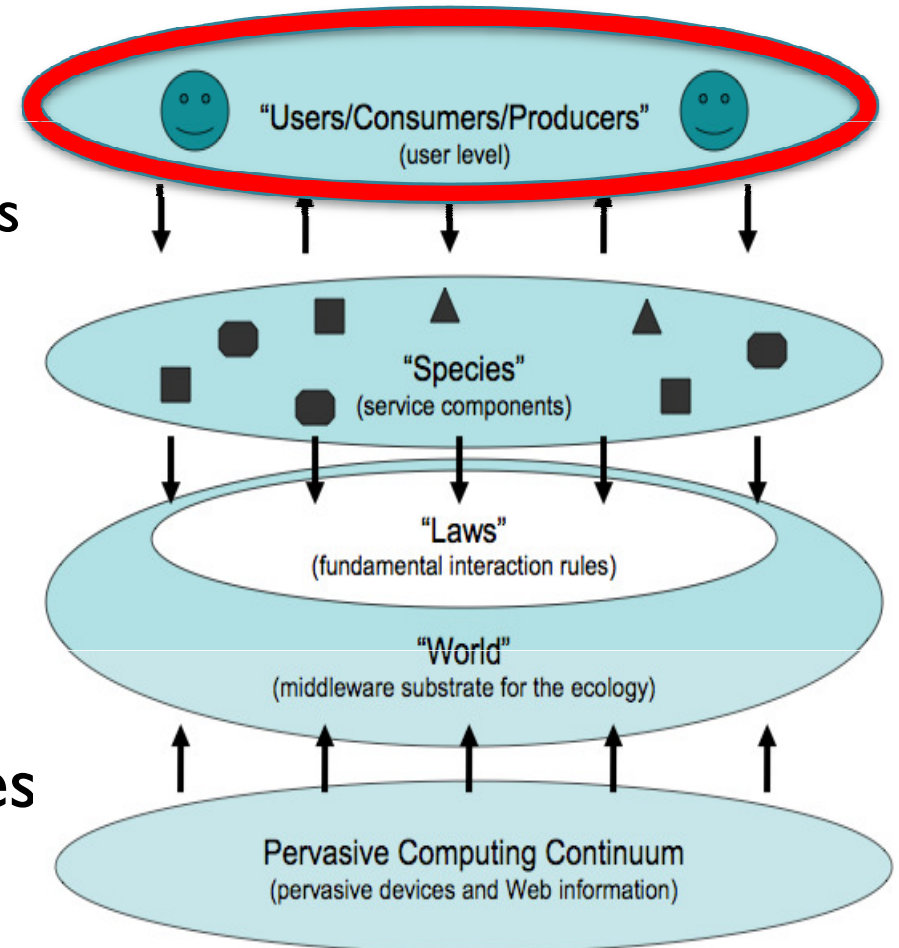 “Users/Consumers/Producers”
(user level)
s
“Species”
(service components)
“Laws”
(fundamental interaction rules)
“World”
(middleware substrate for the ecology)
es
Pervasive Computing Continuum
(pervasive devices and Web information)